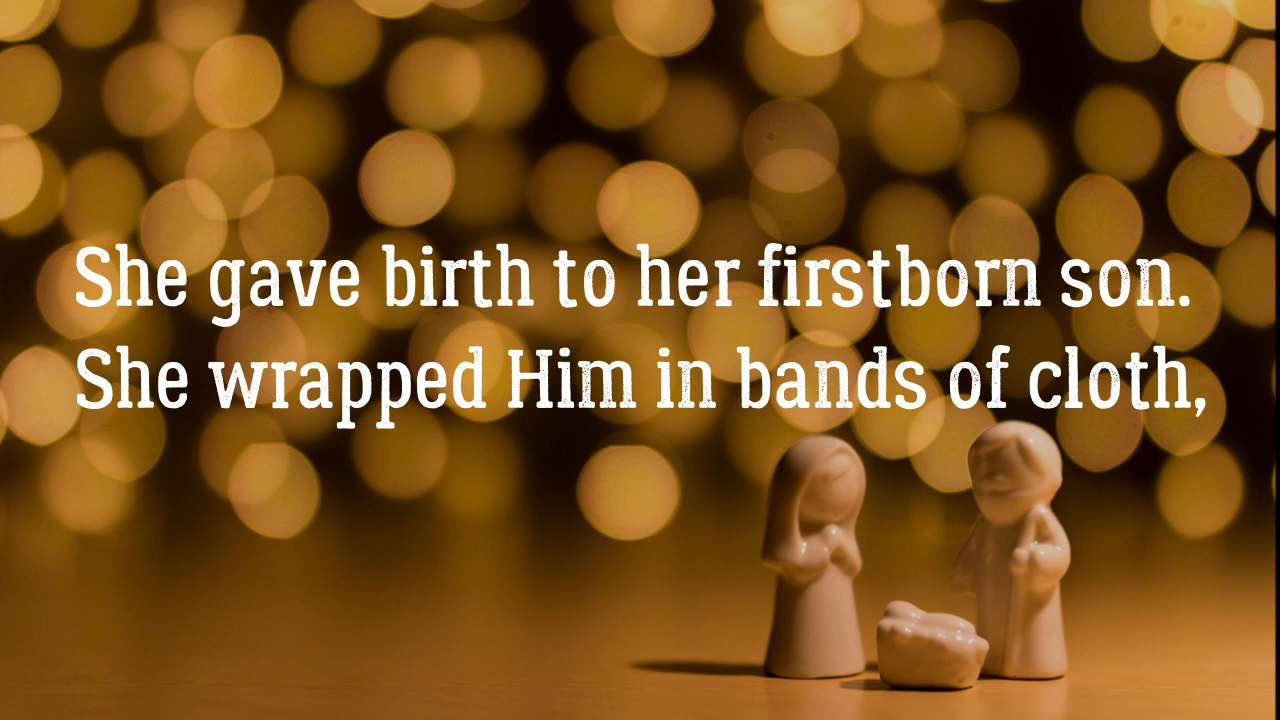 She gave birth to her firstborn son.
She wrapped Him in bands of cloth,